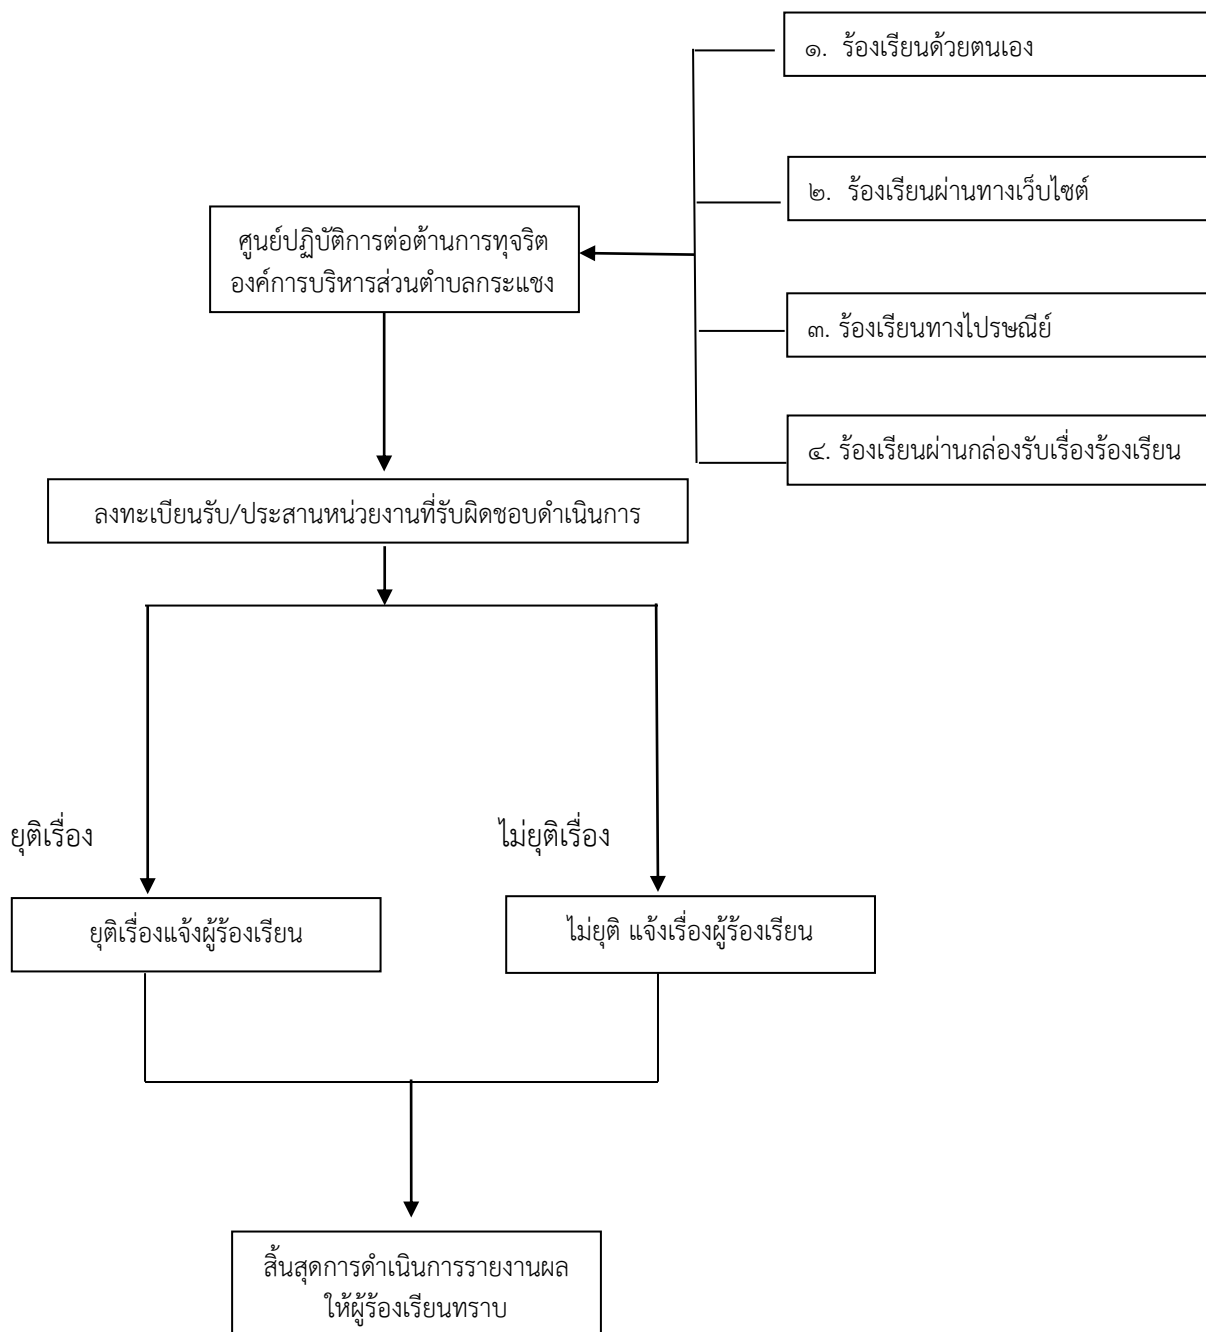 ๑. ร้องเรียนด้วยตนเอง
๒. ร้องเรียนผ่านทางเว็บไซต์
ศูนย์ปฏิบัติการต่อต้านการทุจริต
องค์การบริหารส่วนตำบลกระแชง
๓. ร้องเรียนทางไปรษณีย์
๔. ร้องเรียนผ่านกล่องรับเรื่องร้องเรียน
ลงทะเบียนรับ/ประสานหน่วยงานที่รับผิดชอบดำเนินการ
ยุติเรื่อง
ไม่ยุติเรื่อง
ยุติเรื่องแจ้งผู้ร้องเรียน
ไม่ยุติ แจ้งเรื่องผู้ร้องเรียน
สิ้นสุดการดำเนินการรายงานผล
ให้ผู้ร้องเรียนทราบ